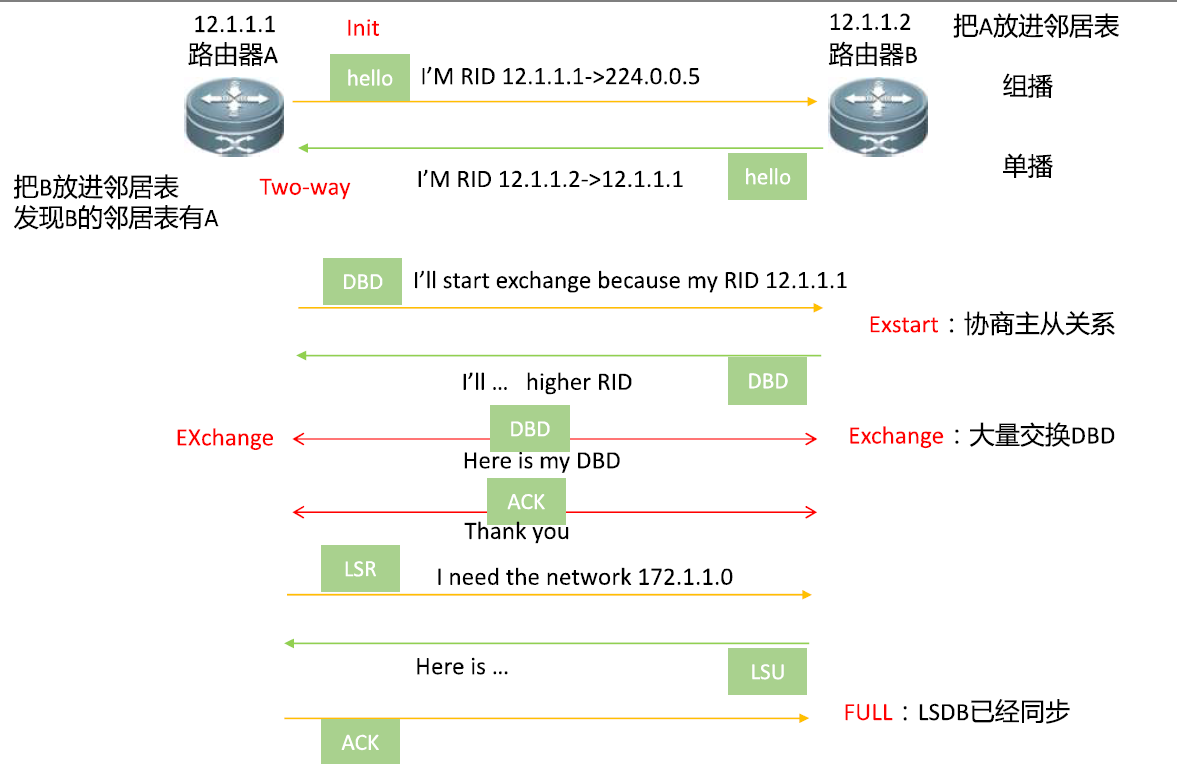 12.1.1.1
路由器A
Init
12.1.1.2
路由器B
把A放进邻居表
hello
I’M RID 12.1.1.1->224.0.0.5
组播
把B放进邻居表
发现B的邻居表有A
Two-way
I’M RID 12.1.1.2->12.1.1.1
hello
单播
DBD
I’ll start exchange because my RID 12.1.1.1
Exstart：协商主从关系
I’ll ... higher RID
DBD
EXchange
DBD
Exchange：大量交换DBD
Here is my DBD
ACK
Thank you
LSR
I need the network 172.1.1.0
Here is ...
LSU
FULL：LSDB已经同步
ACK